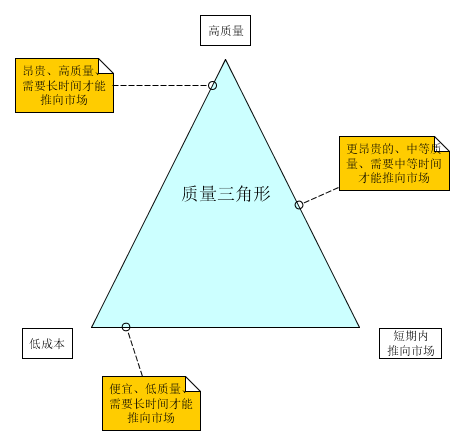 高质量
昂贵、高质量、
需要长时间才能
推向市场
更昂贵的、中等质
量、需要中等时间
才能推向市场
质量三角形
低成本
短期内
推向市场
便宜、低质量、
需要长时间才能
推向市场